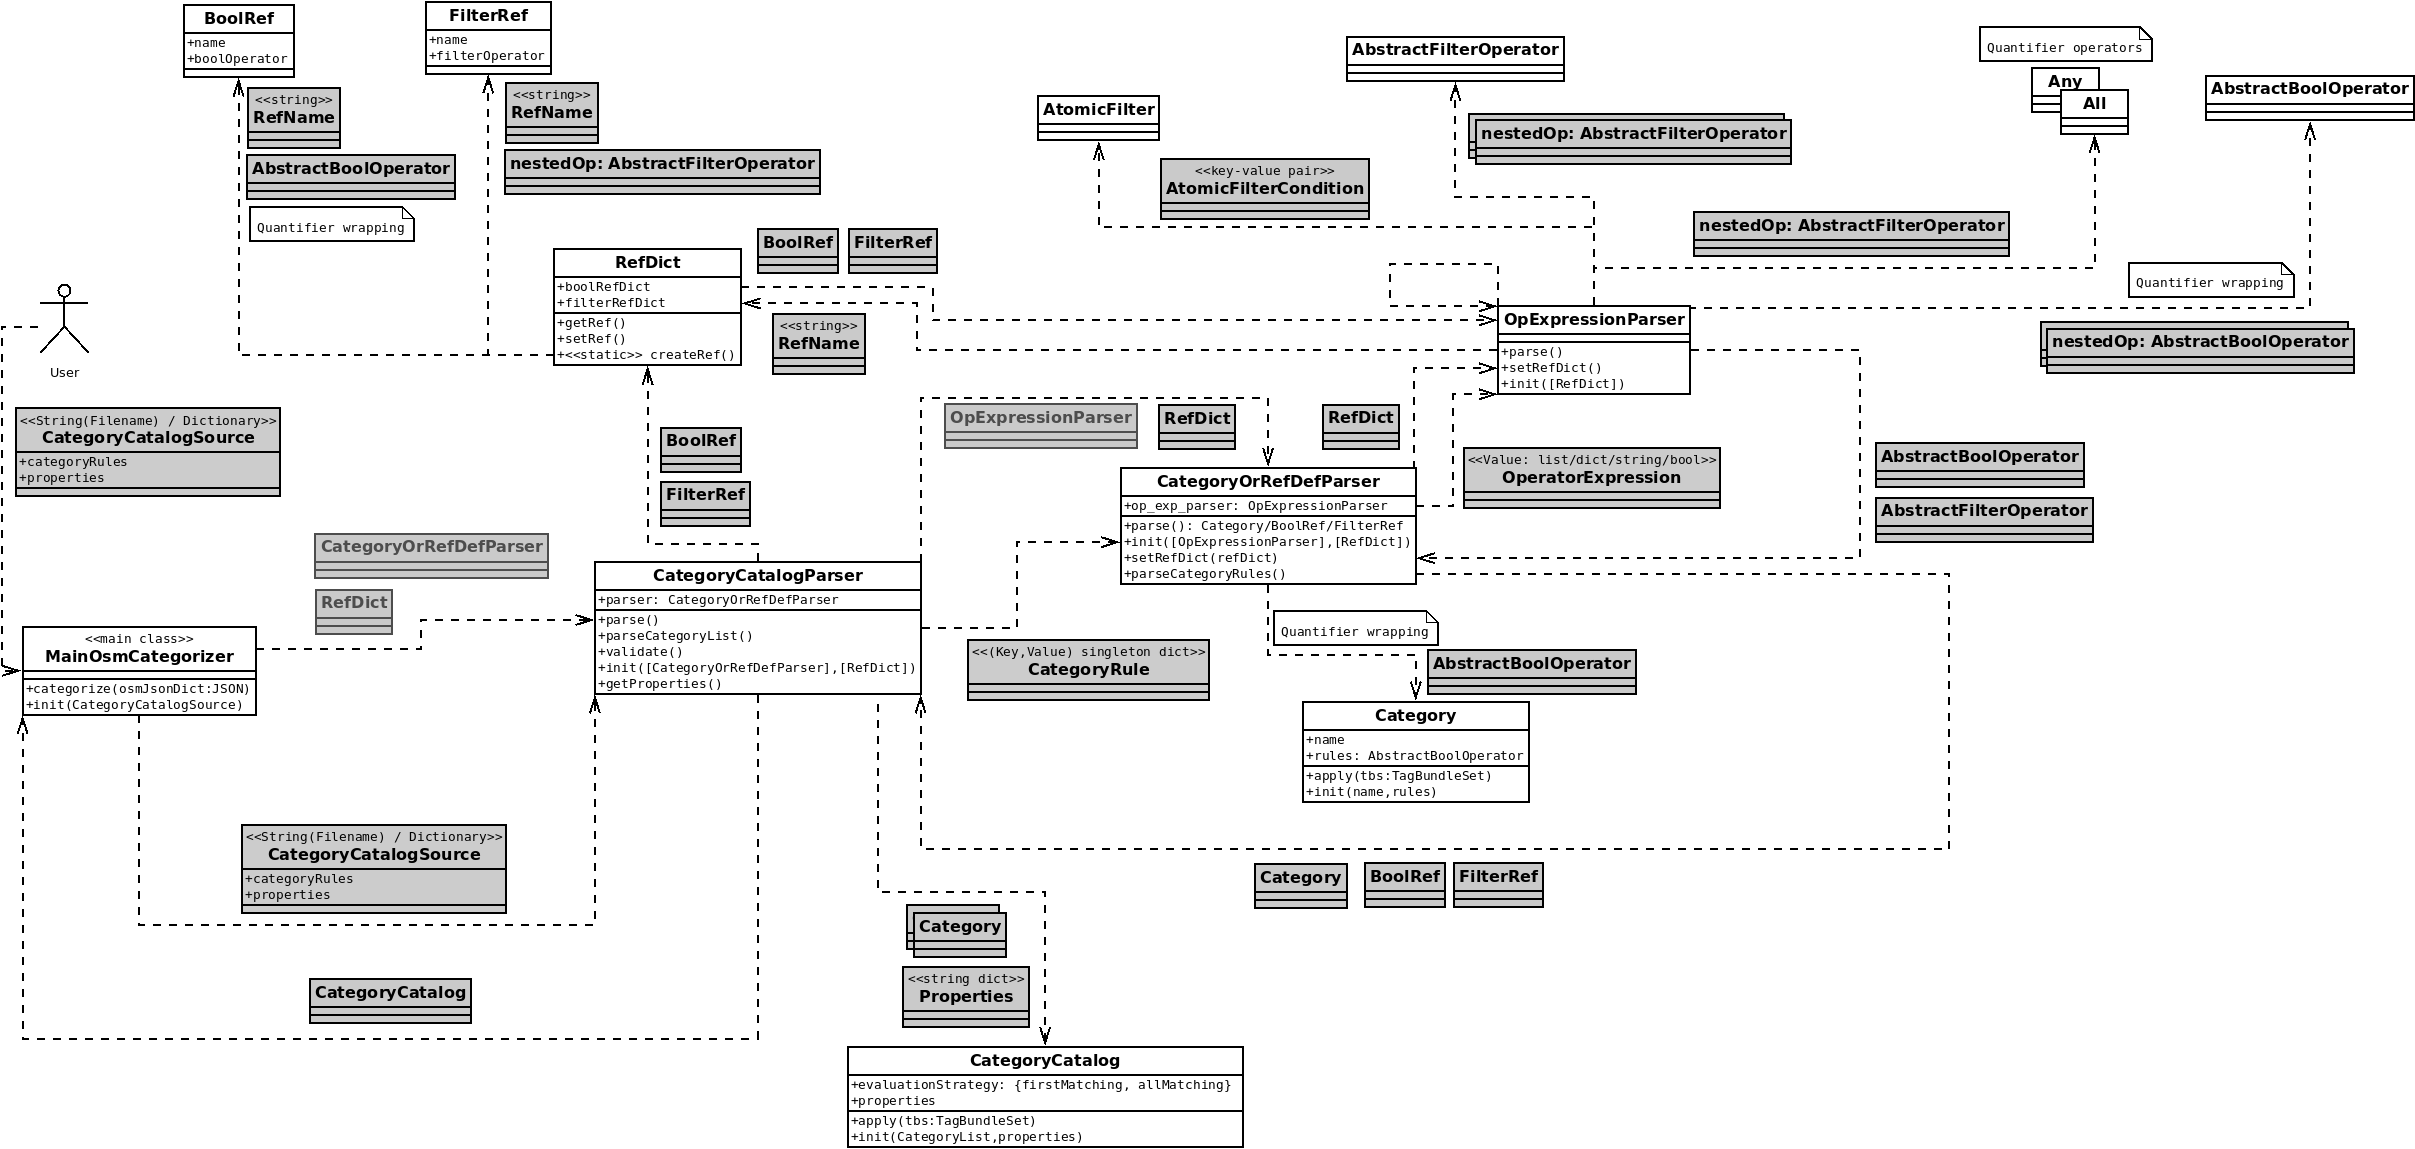 BoolRef
+name
+boolOperator
FilterRef
+name
+filterOperator
<<string>>
RefName
AbstractBoolOperator
Quantifier wrapping
<<string>>
RefName
nestedOp: AbstractFilterOperator
AtomicFilter
AbstractFilterOperator
Quantifier operators
Any
All
AbstractBoolOperator
nestedOp: AbstractFilterOperator
<<key-value pair>>
AtomicFilterCondition
nestedOp: AbstractFilterOperator
Quantifier wrapping
nestedOp: AbstractBoolOperator
RefDict
+boolRefDict
+filterRefDict
+getRef()
+setRef()
+<<static>> createRef()
BoolRef
FilterRef
<<string>>
RefName
OpExpressionParser
+parse()
+setRefDict()
+init([RefDict])
User
<<String(Filename) / Dictionary>>
CategoryCatalogSource
+categoryRules
+properties
BoolRef
FilterRef
OpExpressionParser
RefDict
RefDict
CategoryOrRefDefParser
+op_exp_parser: OpExpressionParser
+parse(): Category/BoolRef/FilterRef
+init([OpExpressionParser],[RefDict])
+setRefDict(refDict)
+parseCategoryRules()
<<Value: list/dict/string/bool>>
OperatorExpression
AbstractBoolOperator
AbstractFilterOperator
CategoryOrRefDefParser
RefDict
CategoryCatalogParser
+parser: CategoryOrRefDefParser
+parse()
+parseCategoryList()
+validate()
+init([CategoryOrRefDefParser],[RefDict])
+getProperties()
<<main class>>
MainOsmCategorizer
+categorize(osmJsonDict:JSON)
+init(CategoryCatalogSource)
<<(Key,Value) singleton dict>>
CategoryRule
Quantifier wrapping
AbstractBoolOperator
Category
+name
+rules: AbstractBoolOperator
+apply(tbs:TagBundleSet)
+init(name,rules)
<<String(Filename) / Dictionary>>
CategoryCatalogSource
+categoryRules
+properties
Category
BoolRef
FilterRef
Category
<<string dict>>
Properties
CategoryCatalog
CategoryCatalog
+evaluationStrategy: {firstMatching, allMatching}
+properties
+apply(tbs:TagBundleSet)
+init(CategoryList,properties)